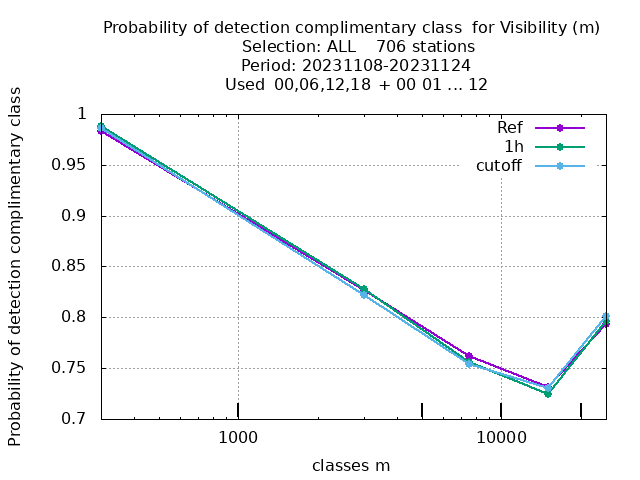 Probability of detection complimentary class  for Visibility (m)
Selection: ALL    706 stations
Period: 20231108-20231124
Used  00,06,12,18  + 00 01 ... 12
Probability of detection complimentary class
1
0.95
0.9
0.85
0.8
0.75
0.7
Ref
1h
cutoff
1000
10000
classes m